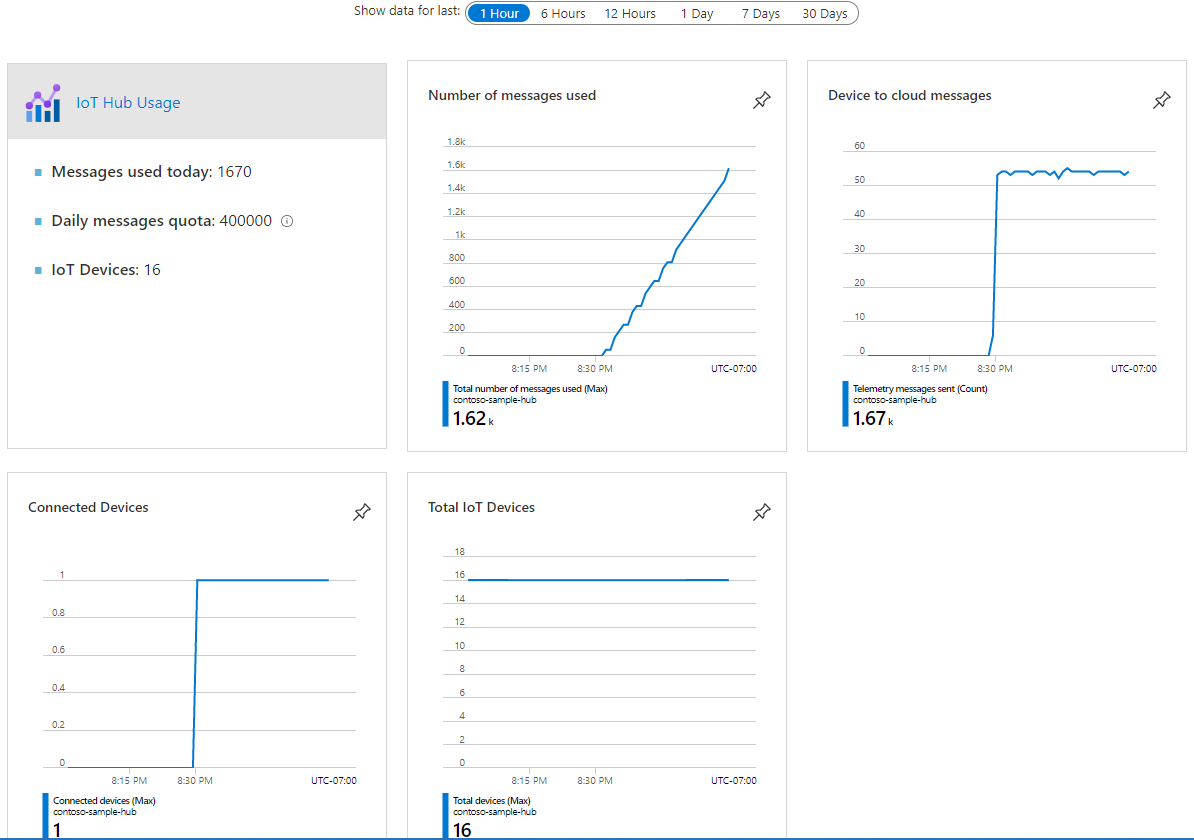 Show data for last: 1 Hour 6 Hours 12 Hours 1 Day 7 Days 30 Days
IoT Hub Usage
Messages used today: 1670
Daily messages quota: 400000
IoT Devices: 16
Number of messages used
1.8k
1.6k
1.4k
1.2k
1k
800
600
400
200
0
8:15 PM 8:30 PM UTC-07:00
Total number of messages used (Max)
contoso-sample-hub
1.62 k
Device to cloud messages
60
50
40
30
20
10
0
8:15 PM 8:30 PM UTC-07:00
Telemetry messages sent (Count)
contoso-sample-hub
1.67 k
Connected Devices
1
0.8
0.6
0.4
0.2
0
8:15 PM 8:30 PM UTC-07:00
Connected devices (Max)
contoso-sample-hub
1
Total IoT Devices
18
16
14
12
10
8
6
4
2
0
8:15 PM 8:30 PM UTC-07:00
Total devices (Max)
contoso-sample-hub
16